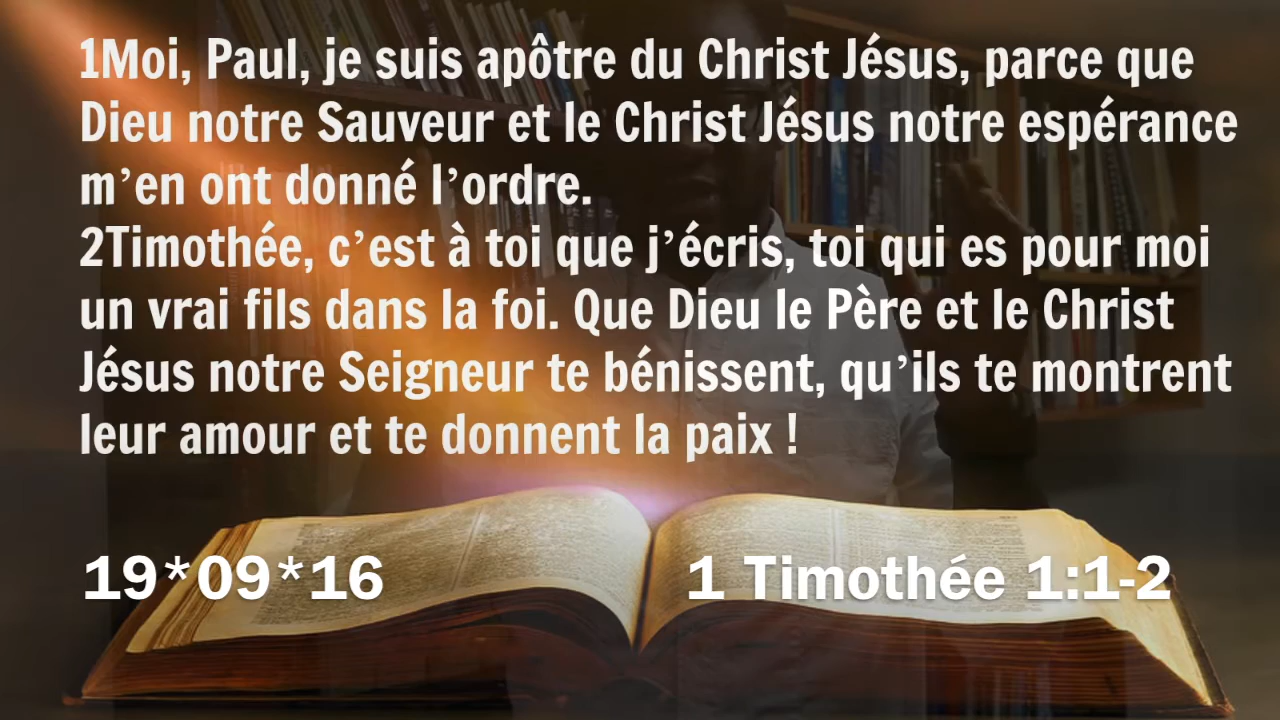 1Moi, Paul, je suis apôtre du Christ Jésus, parce que
Dieu notre Sauveur et le Christ Jésus notre espérance
m’en ont donné l’ordre.
2Timothée, c’est à toi que j’écris, toi qui es pour moi
un vrai fils dans la foi. Que Dieu le Père et le Christ
Jésus notre Seigneur te bénissent, qu’ils te montrent
leur amour et te donnent la paix !
19*09*16
1 Timothée 1:1-2